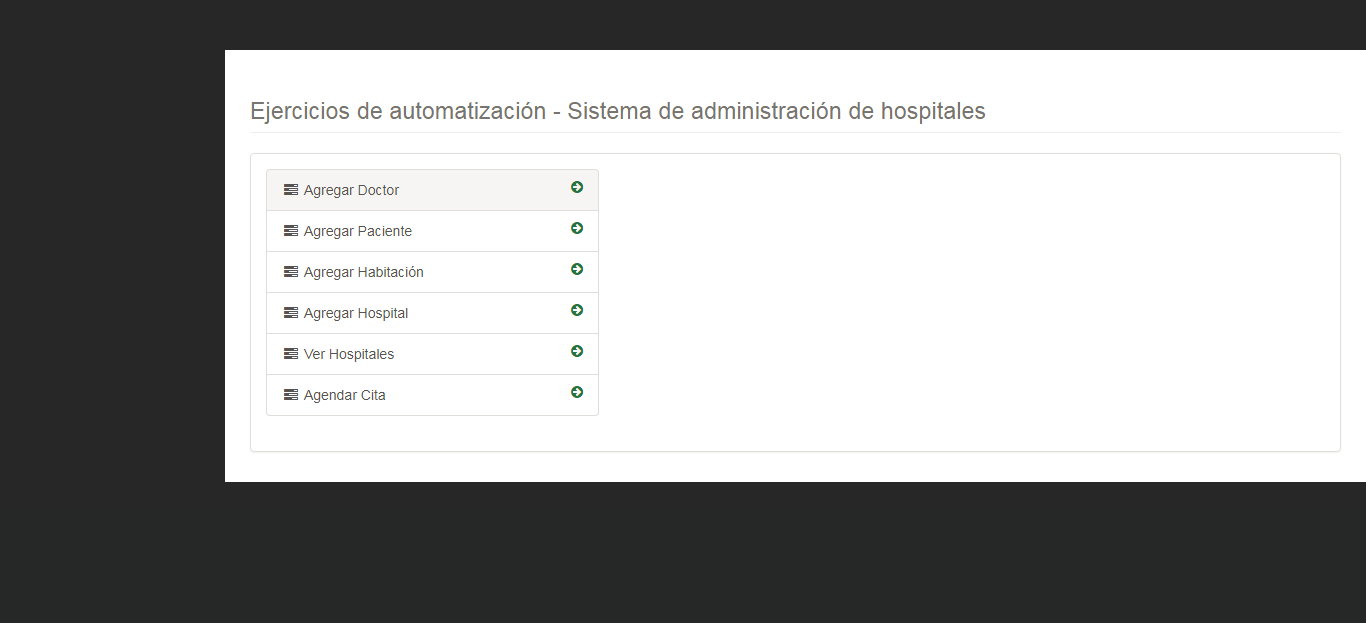 Ejercicios de automatización - Sistema de administración de hospitales
Agregar Doctor
Agregar Paciente
Agregar Habitación
Agregar Hospital
Ver Hospitales
Agendar Cita